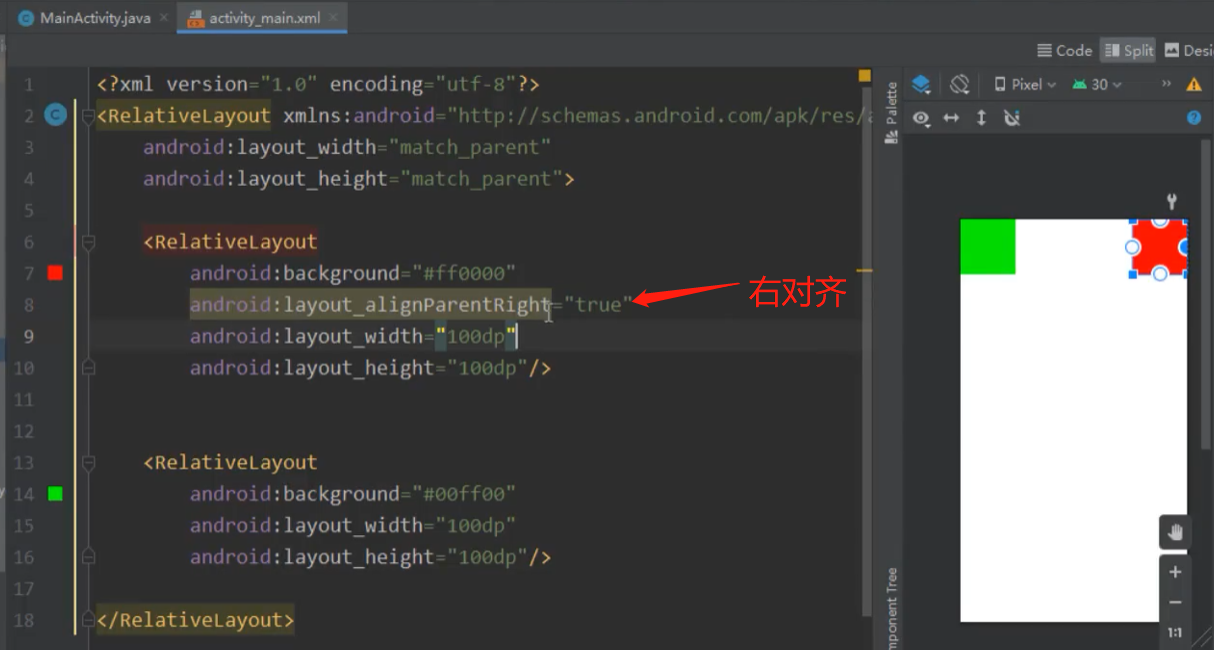 MainActivity.java
activity_main.xml
Code
Split
Desi
1 <?xml version="1.0" encoding="utf-8"?>
2 <RelativeLayout xmlns:android="http://schemas.android.com/apk/res/a
3 android:layout_width="match_parent"
4 android:layout_height="match_parent">
5
6 <RelativeLayout
7 android:background="#ff0000"
8 android:layout_alignParentRight="true"
右对齐
9 android:layout_width="100dp"
10 android:layout_height="100dp"/>
11
12
13 <RelativeLayout
14 android:background="#00ff00"
15 android:layout_width="100dp"
16 android:layout_height="100dp"/>
17
18 </RelativeLayout>
Palette
Pixel
30
mponent Tree
1:1